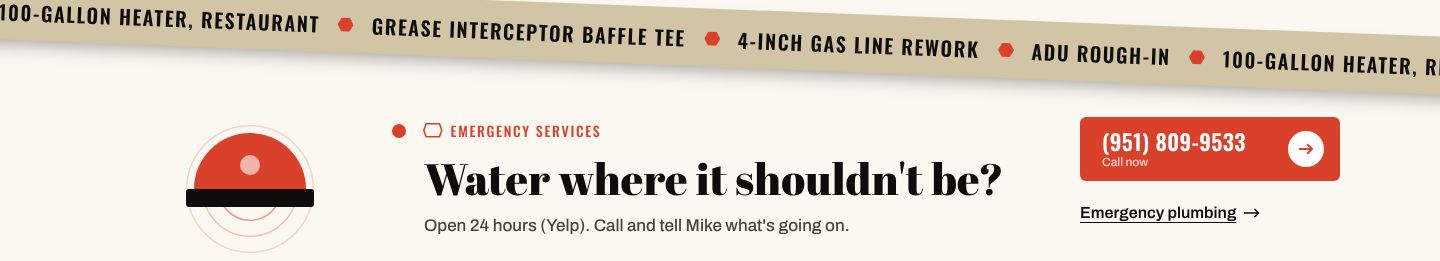 100-GALLON HEATER, RESTAURANT GREASE INTERCEPTOR BAFFLE TEE 4-INCH GAS LINE REWORK ADU ROUGH-IN 100-GALLON HEATER,
EMERGENCY SERVICES
Water where it shouldn't be?
Open 24 hours (Yelp). Call and tell Mike what's going on.
(951) 809-9533
Call now
Emergency plumbing →